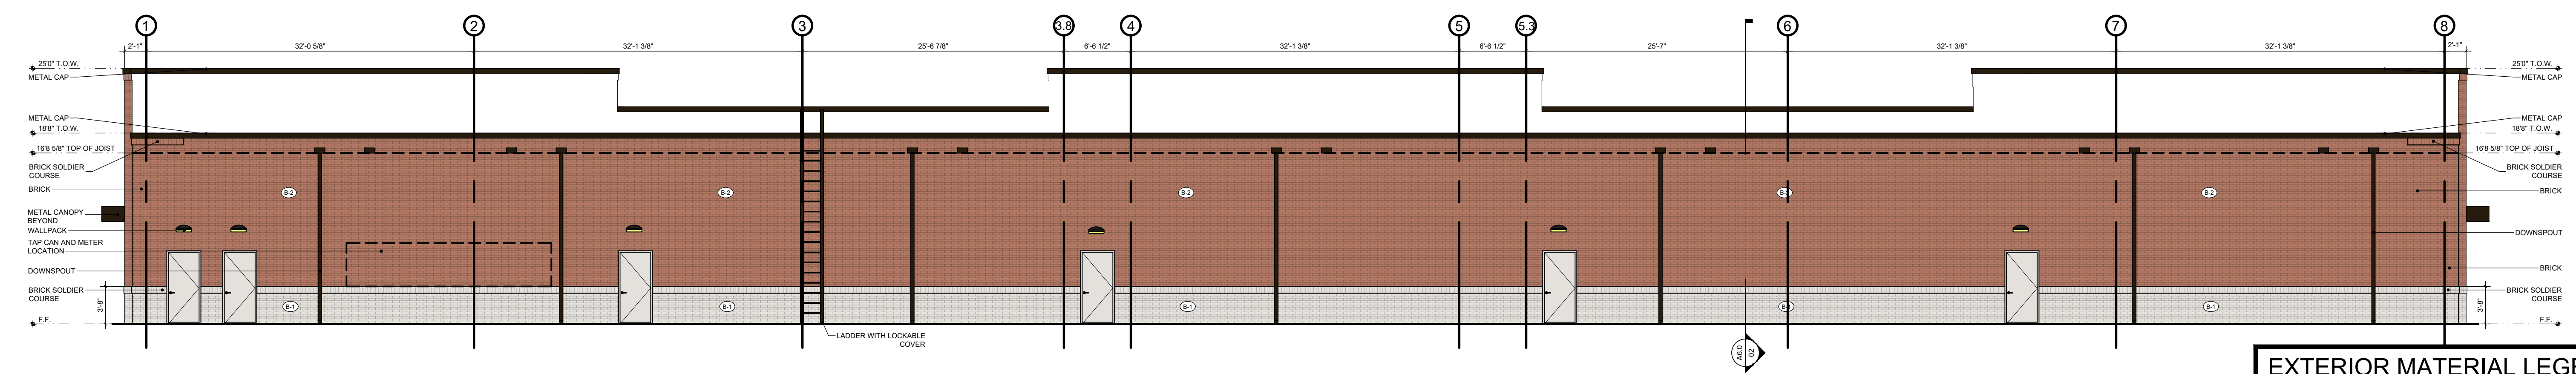 1 2 3 3.8 4 5 5.3 6 7 8
2'-1" 32'-0 5/8" 32'-1 3/8" 25'-6 7/8" 6'-6 1/2" 32'-1 3/8" 6'-6 1/2" 25'-7" 32'-1 3/8" 32'-1 3/8" 2'-1"
25'0" T.O.W.
METAL CAP
METAL CAP
18'8" T.O.W.
16'8 5/8" TOP OF JOIST
BRICK SOLDIER
COURSE
BRICK
METAL CANOPY
BEYOND
WALLPACK
TAP CAN AND METER
LOCATION
DOWNSPOUT
BRICK SOLDIER
COURSE
3'-8"
F.F.
B-2 B-2 B-2 B-2
B-1 B-1 B-1 B-1
LADDER WITH LOCKABLE
COVER
A6.0
02
25'0" T.O.W.
METAL CAP
METAL CAP
18'8" T.O.W.
16'8 5/8" TOP OF JOIST
BRICK SOLDIER
COURSE
BRICK
DOWNSPOUT
BRICK
BRICK SOLDIER
COURSE
3'-8"
F.F.
EXTERIOR MATERIAL